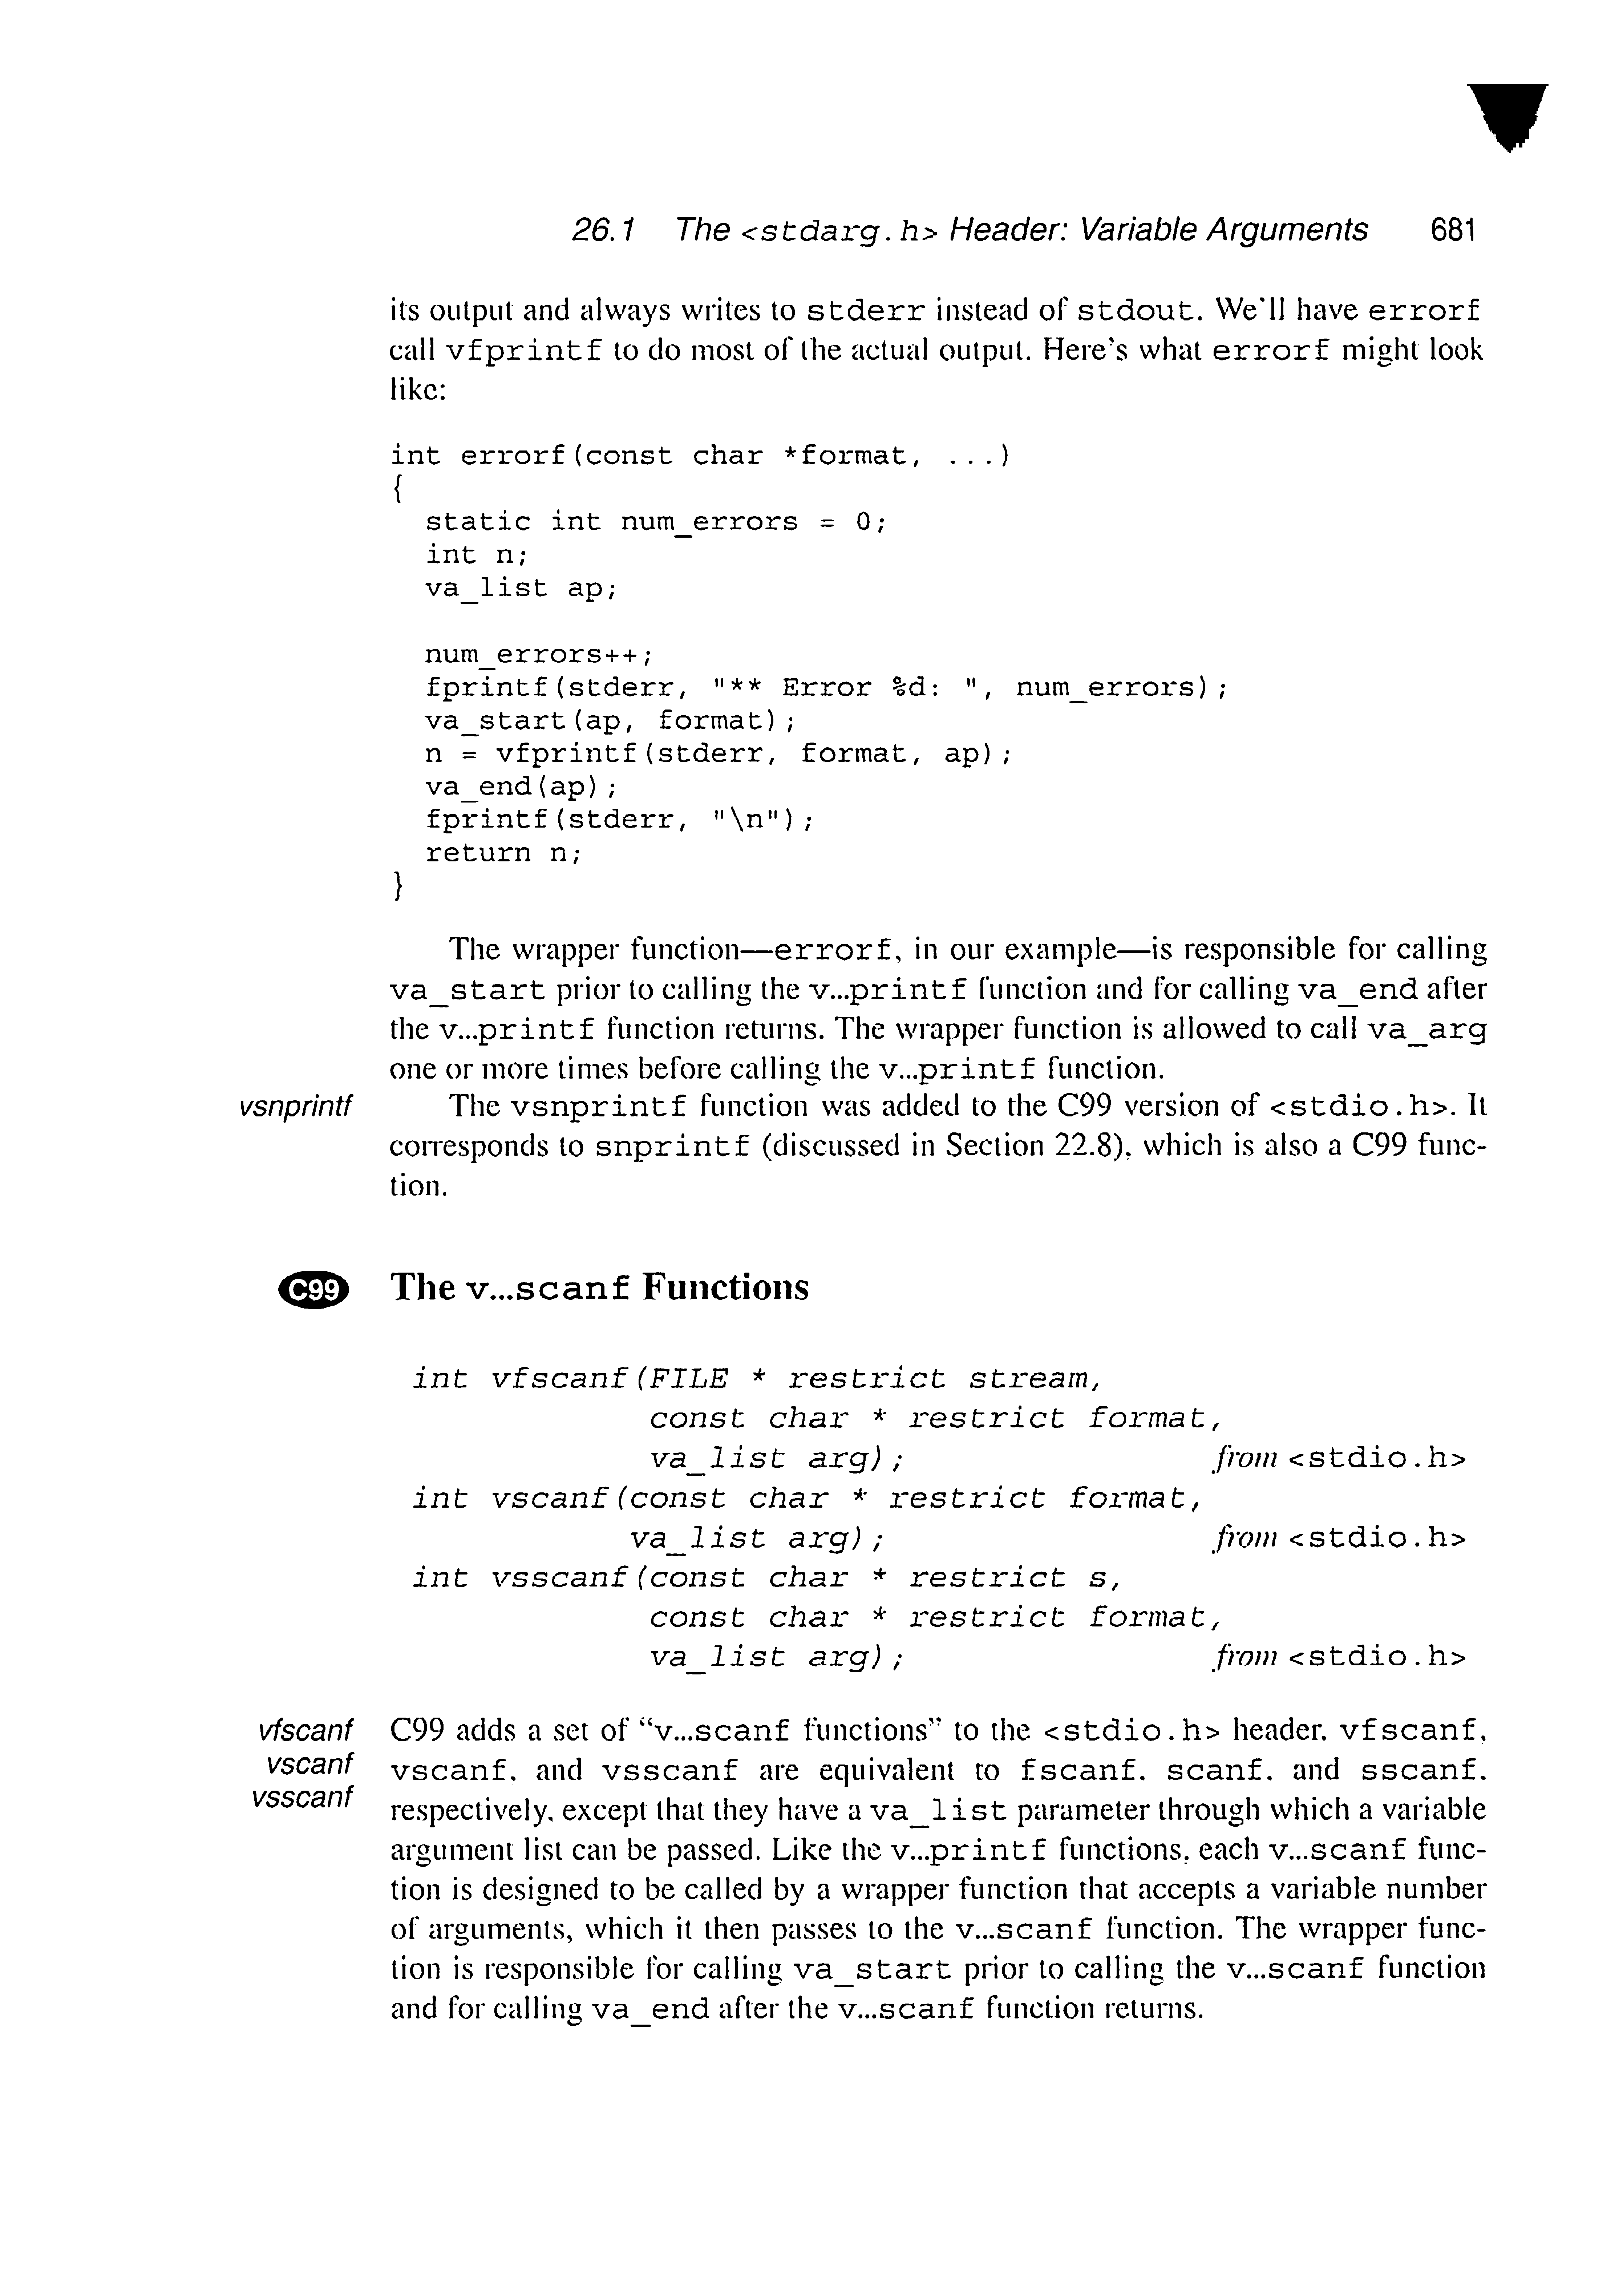 26.1 The <stdarg.h> Header: Variable Arguments 681
its output and always writes to stderr instead of stdout. We'll have errorf
call vfprintf to do most of the actual output. Here's what errorf might look
like:
int errorf(const char *format, ...)
{
  static int num_errors = 0;
  int n;
  va_list ap;
  num_errors++;
  fprintf(stderr, "** Error %d: ", num_errors);
  va_start(ap, format);
  n = vfprintf(stderr, format, ap);
  va_end(ap);
  fprintf(stderr, "\n");
  return n;
}
The wrapper function—errorf, in our example—is responsible for calling
va_start prior to calling the v...printf function and for calling va_end after
the v...printf function returns. The wrapper function is allowed to call va_arg
one or more times before calling the v...printf function.
vsnprintf The vsnprintf function was added to the C99 version of <stdio.h>. It
corresponds to snprintf (discussed in Section 22.8), which is also a C99 func-
tion.
C99 The v...scanf Functions
int vfscanf(FILE * restrict stream,
            const char * restrict format,
            va_list arg); from <stdio.h>
int vscanf(const char * restrict format,
           va_list arg); from <stdio.h>
int vsscanf(const char * restrict s,
            const char * restrict format,
            va_list arg); from <stdio.h>
vfscanf C99 adds a set of “v...scanf functions” to the <stdio.h> header. vfscanf,
vscanf vscanf, and vsscanf are equivalent to fscanf, scanf, and sscanf,
vsscanf respectively, except that they have a va_list parameter through which a variable
argument list can be passed. Like the v...printf functions, each v...scanf func-
tion is designed to be called by a wrapper function that accepts a variable number
of arguments, which it then passes to the v...scanf function. The wrapper func-
tion is responsible for calling va_start prior to calling the v...scanf function
and for calling va_end after the v...scanf function returns.